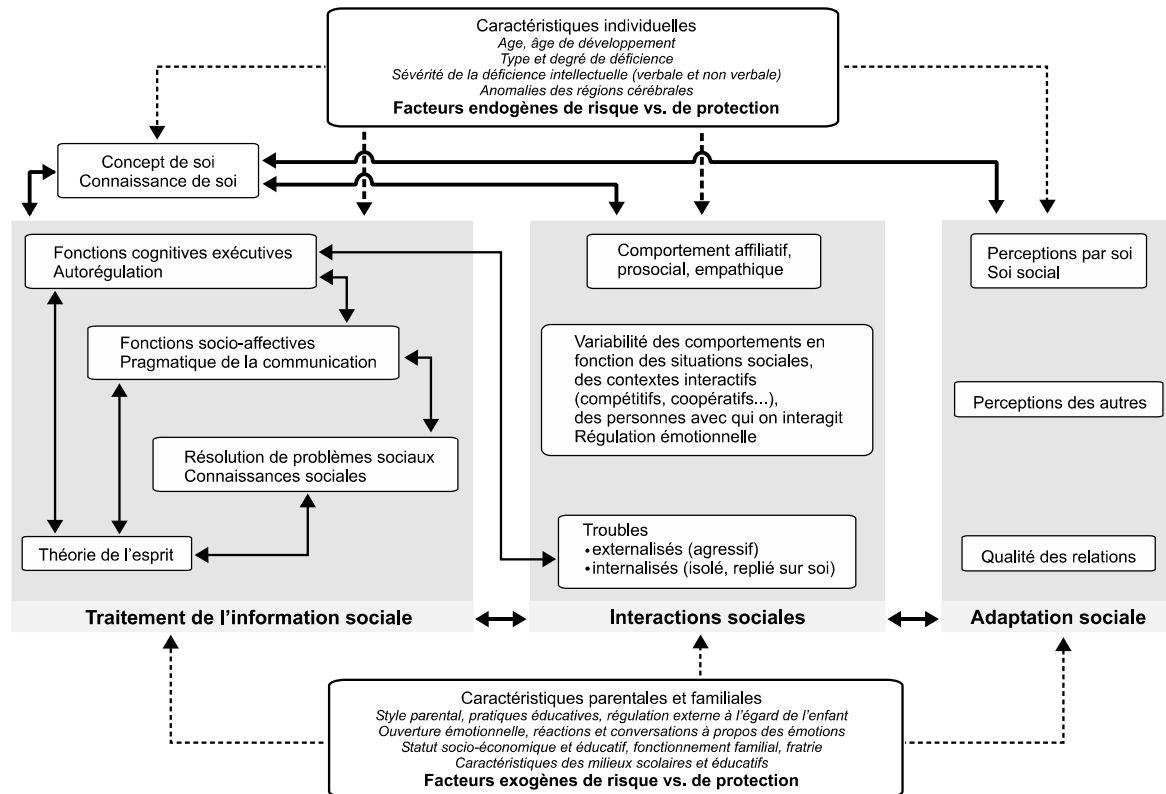 Caractéristiques individuelles
Age, âge de développement
Type et degré de déficience
Sévérité de la déficience intellectuelle (verbale et non verbale)
Anomalies des régions cérébrales
Facteurs endogènes de risque vs. de protection
Concept de soi
Connaissance de soi
Fonctions cognitives exécutives
Autorégulation
Fonctions socio-affectives
Pragmatique de la communication
Résolution de problèmes sociaux
Connaissances sociales
Théorie de l'esprit
Traitement de l'information sociale
Comportement affiliatif,
prosocial, empathique
Variabilité des comportements en
fonction des situations sociales,
des contextes interactifs
(compétitifs, coopératifs...),
des personnes avec qui on interagit
Régulation émotionnelle
Troubles
•externalisés (agressif)
•internalisés (isolé, replié sur soi)
Interactions sociales
Perceptions par soi
Soi social
Perceptions des autres
Qualité des relations
Adaptation sociale
Caractéristiques parentales et familiales
Style parental, pratiques éducatives, régulation externe à l'égard de l'enfant
Ouverture émotionnelle, réactions et conversations à propos des émotions
Statut socio-économique et éducatif, fonctionnement familial, fratrie
Caractéristiques des milieux scolaires et éducatifs
Facteurs exogènes de risque vs. de protection